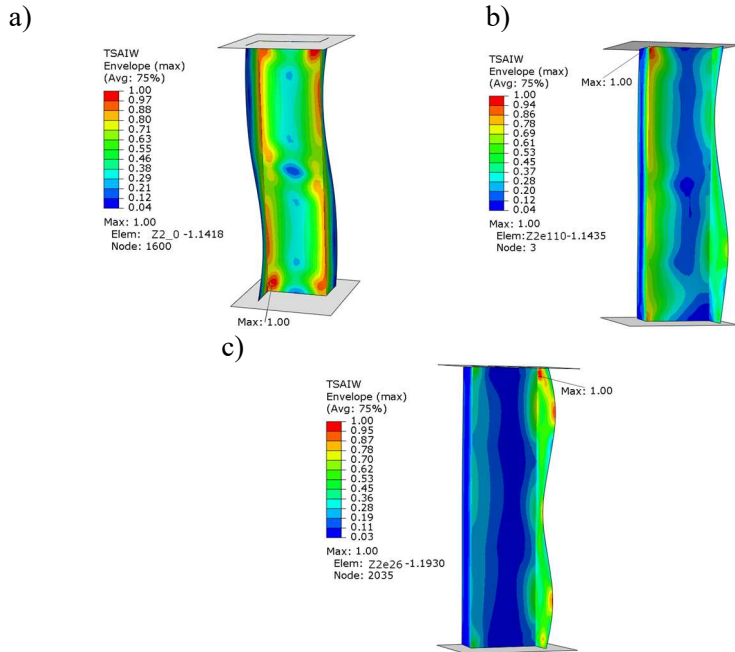 a)
TSAIW
Envelope (max)
(Avg: 75%)
1.00
0.97
0.88
0.80
0.71
0.63
0.55
0.46
0.38
0.29
0.21
0.12
0.04
Max: 1.00
Elem: Z2_0 -1.1418
Node: 1600
Max: 1.00
b)
TSAIW
Envelope (max)
(Avg: 75%)
1.00
0.94
0.86
0.78
0.69
0.61
0.53
0.45
0.37
0.28
0.20
0.12
0.04
Max: 1.00
Elem: Z2e110-1.1435
Node: 3
Max: 1.00
c)
TSAIW
Envelope (max)
(Avg: 75%)
1.00
0.95
0.87
0.78
0.70
0.62
0.53
0.45
0.36
0.28
0.19
0.11
0.03
Max: 1.00
Elem: Z2e26 -1.1930
Node: 2035
Max: 1.00